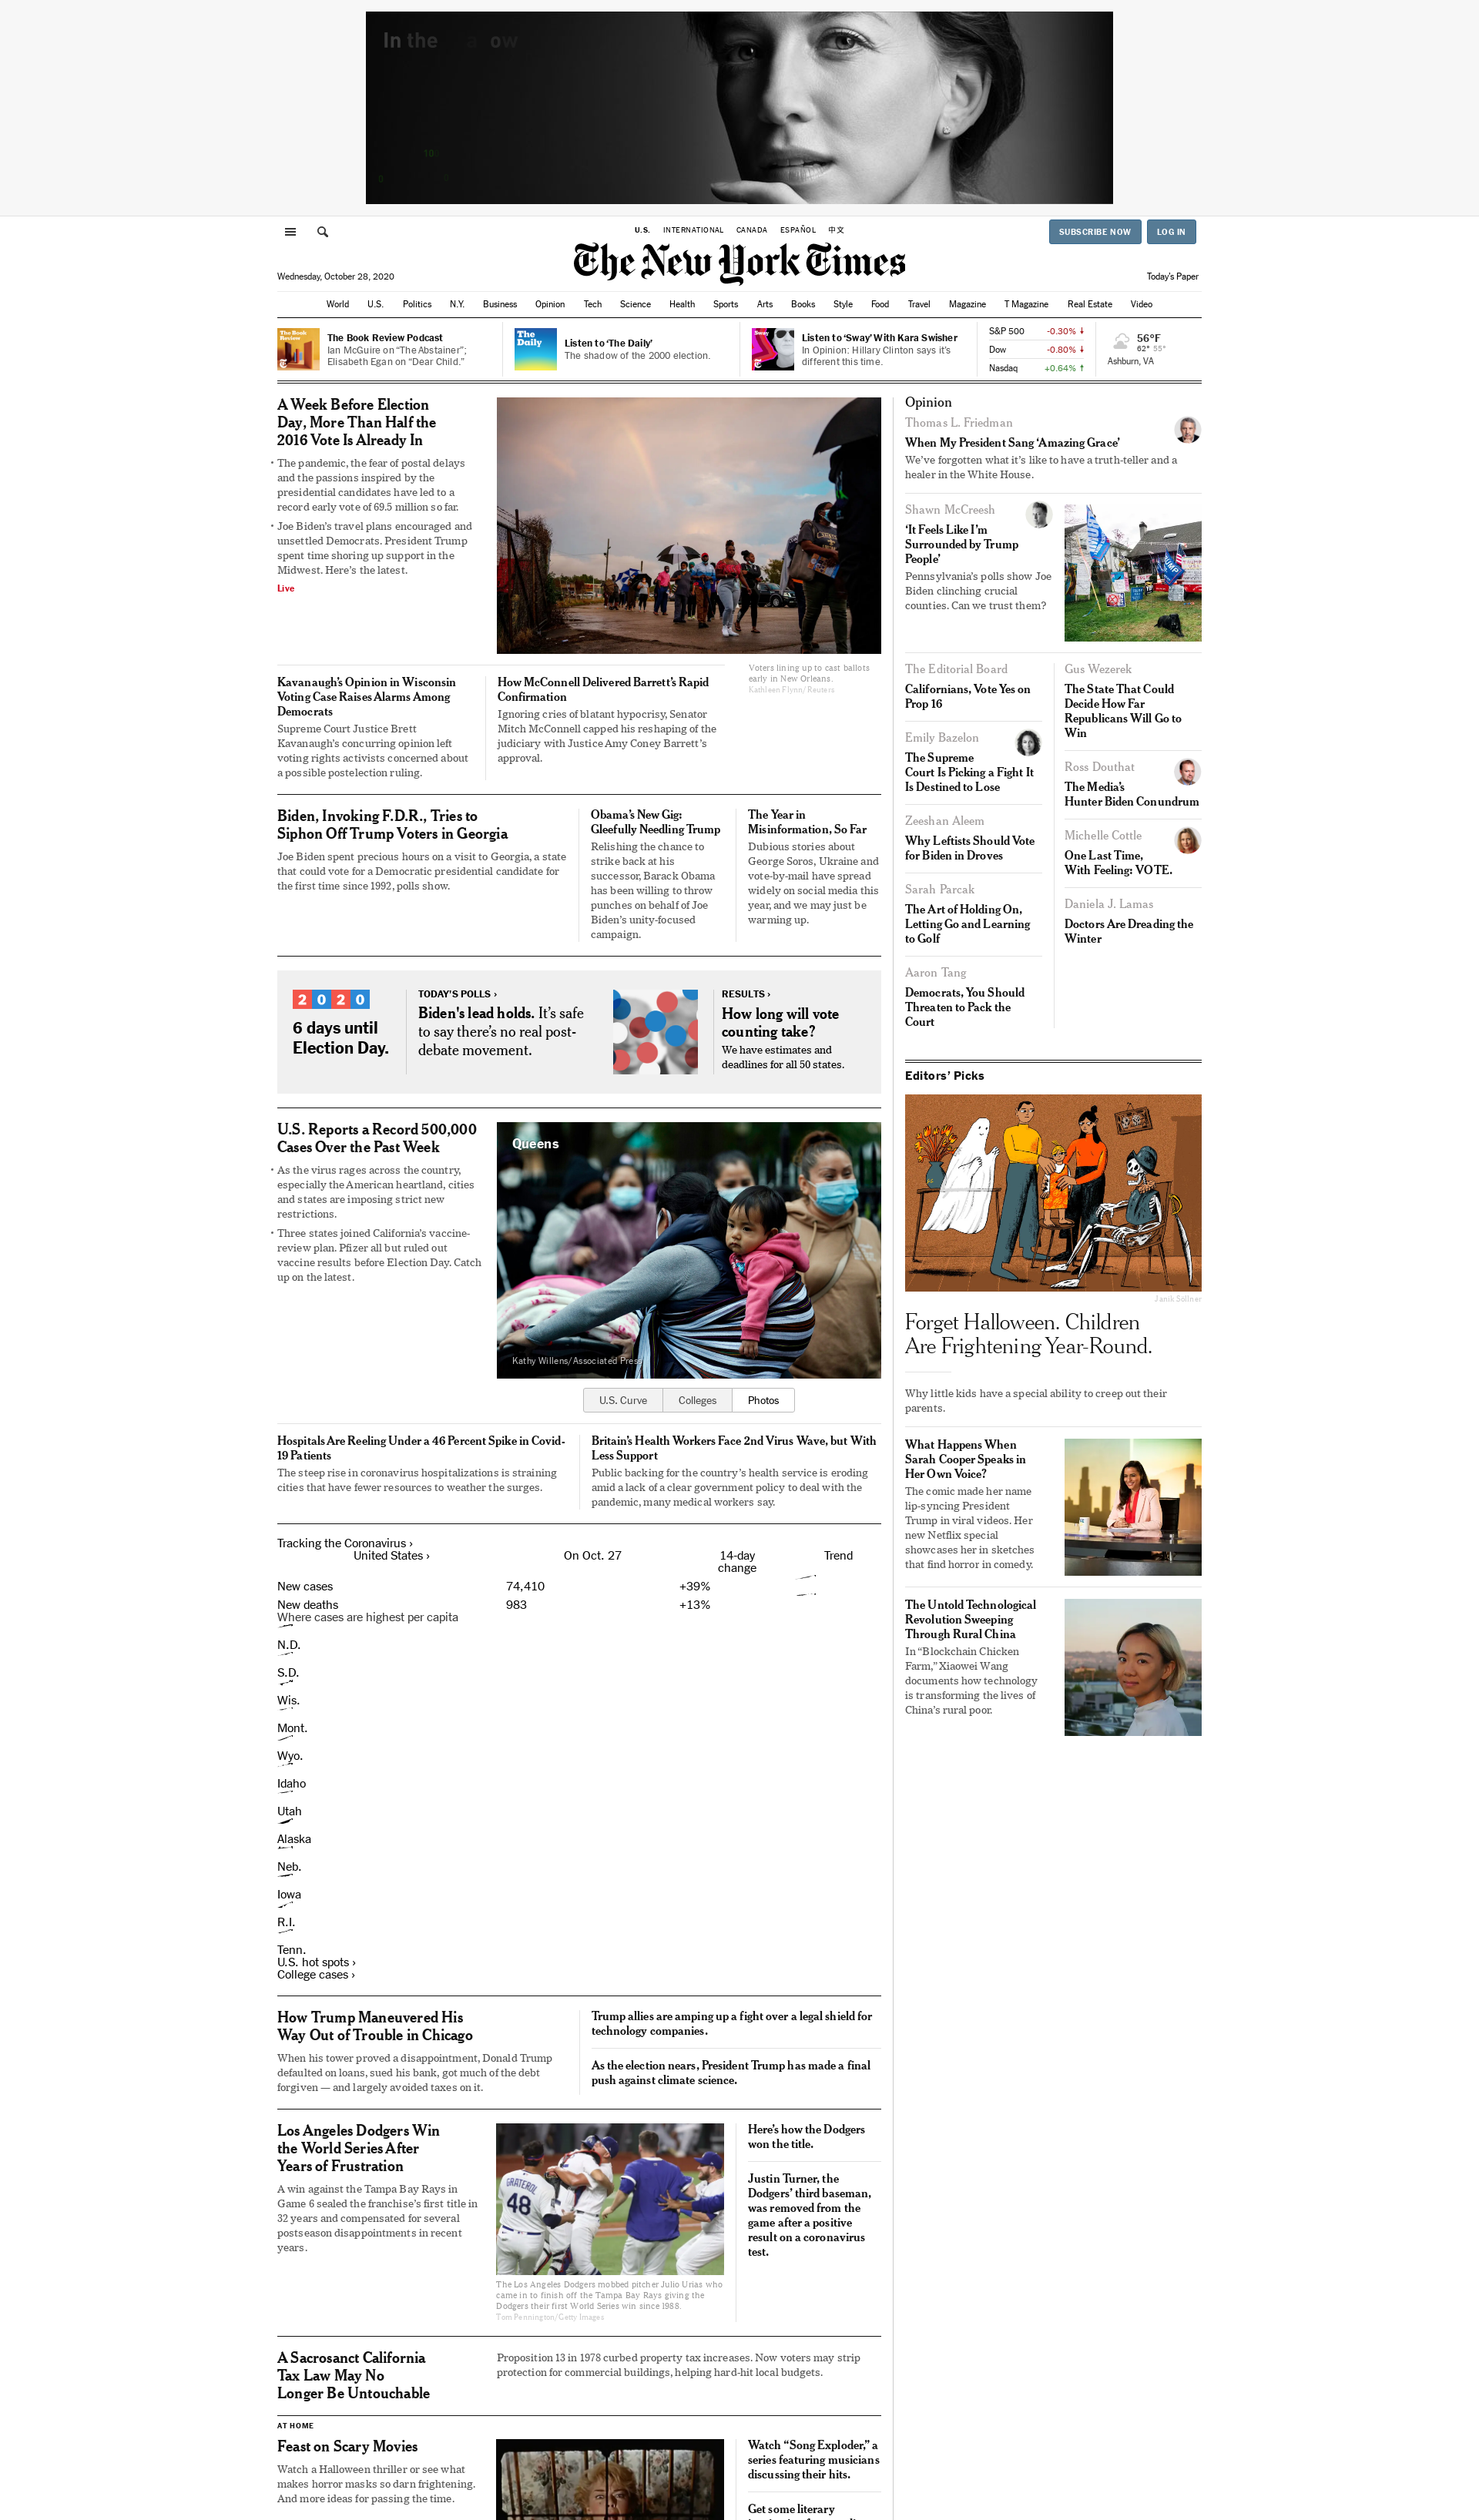 In the
U.S. INTERNATIONAL CANADA ESPAÑOL 中文
SUBSCRIBE NOW LOG IN
The New York Times
Wednesday, October 28, 2020
Today's Paper
World U.S. Politics N.Y. Business Opinion Tech Science Health Sports Arts Books Style Food Travel Magazine T Magazine Real Estate Video
The Book Review Podcast
Ian McGuire on “The Abstainer”;
Elisabeth Egan on “Dear Child.”
The Daily
Listen to ‘The Daily’
The shadow of the 2000 election.
Listen to ‘Sway’ With Kara Swisher
In Opinion: Hillary Clinton says it's
different this time.
S&P 500 -0.30% ↓
Dow -0.80% ↓
Nasdaq +0.64% ↑
56°F
62° 55°
Ashburn, VA
A Week Before Election
Day, More Than Half the
2016 Vote Is Already In
• The pandemic, the fear of postal delays
and the passions inspired by the
presidential candidates have led to a
record early vote of 69.5 million so far.
• Joe Biden's travel plans encouraged and
unsettled Democrats. President Trump
spent time shoring up support in the
Midwest. Here's the latest.
Live
Voters lining up to cast ballots
early in New Orleans.
Kathleen Flynn/Reuters
Kavanaugh's Opinion in Wisconsin
Voting Case Raises Alarms Among
Democrats
Supreme Court Justice Brett
Kavanaugh's concurring opinion left
voting rights activists concerned about
a possible postelection ruling.
How McConnell Delivered Barrett's Rapid
Confirmation
Ignoring cries of blatant hypocrisy, Senator
Mitch McConnell capped his reshaping of the
judiciary with Justice Amy Coney Barrett's
approval.
Biden, Invoking F.D.R., Tries to
Siphon Off Trump Voters in Georgia
Joe Biden spent precious hours on a visit to Georgia, a state
that could vote for a Democratic presidential candidate for
the first time since 1992, polls show.
Obama's New Gig:
Gleefully Needling Trump
Relishing the chance to
strike back at his
successor, Barack Obama
has been willing to throw
punches on behalf of Joe
Biden's unity-focused
campaign.
The Year in
Misinformation, So Far
Dubious stories about
George Soros, Ukraine and
vote-by-mail have spread
widely on social media this
year, and we may just be
warming up.
2020
6 days until
Election Day.
TODAY'S POLLS ›
Biden's lead holds. It's safe
to say there's no real post-
debate movement.
RESULTS ›
How long will vote
counting take?
We have estimates and
deadlines for all 50 states.
U.S. Reports a Record 500,000
Cases Over the Past Week
• As the virus rages across the country,
especially the American heartland, cities
and states are imposing strict new
restrictions.
• Three states joined California's vaccine-
review plan. Pfizer all but ruled out
vaccine results before Election Day. Catch
up on the latest.
Queens
Kathy Willens/Associated Press
U.S. Curve Colleges Photos
Hospitals Are Reeling Under a 46 Percent Spike in Covid-
19 Patients
The steep rise in coronavirus hospitalizations is straining
cities that have fewer resources to weather the surges.
Britain's Health Workers Face 2nd Virus Wave, but With
Less Support
Public backing for the country's health service is eroding
amid a lack of a clear government policy to deal with the
pandemic, many medical workers say.
Tracking the Coronavirus ›
United States › On Oct. 27 14-day change Trend
New cases 74,410 +39%
New deaths 983 +13%
Where cases are highest per capita
N.D.
S.D.
Wis.
Mont.
Wyo.
Idaho
Utah
Alaska
Neb.
Iowa
R.I.
Tenn.
U.S. hot spots ›
College cases ›
How Trump Maneuvered His
Way Out of Trouble in Chicago
When his tower proved a disappointment, Donald Trump
defaulted on loans, sued his bank, got much of the debt
forgiven — and largely avoided taxes on it.
Trump allies are amping up a fight over a legal shield for
technology companies.
As the election nears, President Trump has made a final
push against climate science.
Los Angeles Dodgers Win
the World Series After
Years of Frustration
A win against the Tampa Bay Rays in
Game 6 sealed the franchise's first title in
32 years and compensated for several
postseason disappointments in recent
years.
GRATEROL
48
The Los Angeles Dodgers mobbed pitcher Julio Urias who
came in to finish off the Tampa Bay Rays giving the
Dodgers their first World Series win since 1988.
Tom Pennington/Getty Images
Here's how the Dodgers
won the title.
Justin Turner, the
Dodgers' third baseman,
was removed from the
game after a positive
result on a coronavirus
test.
A Sacrosanct California
Tax Law May No
Longer Be Untouchable
Proposition 13 in 1978 curbed property tax increases. Now voters may strip
protection for commercial buildings, helping hard-hit local budgets.
AT HOME
Feast on Scary Movies
Watch a Halloween thriller or see what
makes horror masks so darn frightening.
And more ideas for passing the time.
Watch “Song Exploder,” a
series featuring musicians
discussing their hits.
Get some literary
Opinion
Thomas L. Friedman
When My President Sang ‘Amazing Grace’
We've forgotten what it's like to have a truth-teller and a
healer in the White House.
Shawn McCreesh
‘It Feels Like I'm
Surrounded by Trump
People’
Pennsylvania's polls show Joe
Biden clinching crucial
counties. Can we trust them?
TRUMP
The Editorial Board
Californians, Vote Yes on
Prop 16
Emily Bazelon
The Supreme
Court Is Picking a Fight It
Is Destined to Lose
Zeeshan Aleem
Why Leftists Should Vote
for Biden in Droves
Sarah Parcak
The Art of Holding On,
Letting Go and Learning
to Golf
Aaron Tang
Democrats, You Should
Threaten to Pack the
Court
Gus Wezerek
The State That Could
Decide How Far
Republicans Will Go to
Win
Ross Douthat
The Media's
Hunter Biden Conundrum
Michelle Cottle
One Last Time,
With Feeling: VOTE.
Daniela J. Lamas
Doctors Are Dreading the
Winter
Editors' Picks
Janik Söllner
Forget Halloween. Children
Are Frightening Year-Round.
Why little kids have a special ability to creep out their
parents.
What Happens When
Sarah Cooper Speaks in
Her Own Voice?
The comic made her name
lip-syncing President
Trump in viral videos. Her
new Netflix special
showcases her in sketches
that find horror in comedy.
The Untold Technological
Revolution Sweeping
Through Rural China
In “Blockchain Chicken
Farm,” Xiaowei Wang
documents how technology
is transforming the lives of
China's rural poor.